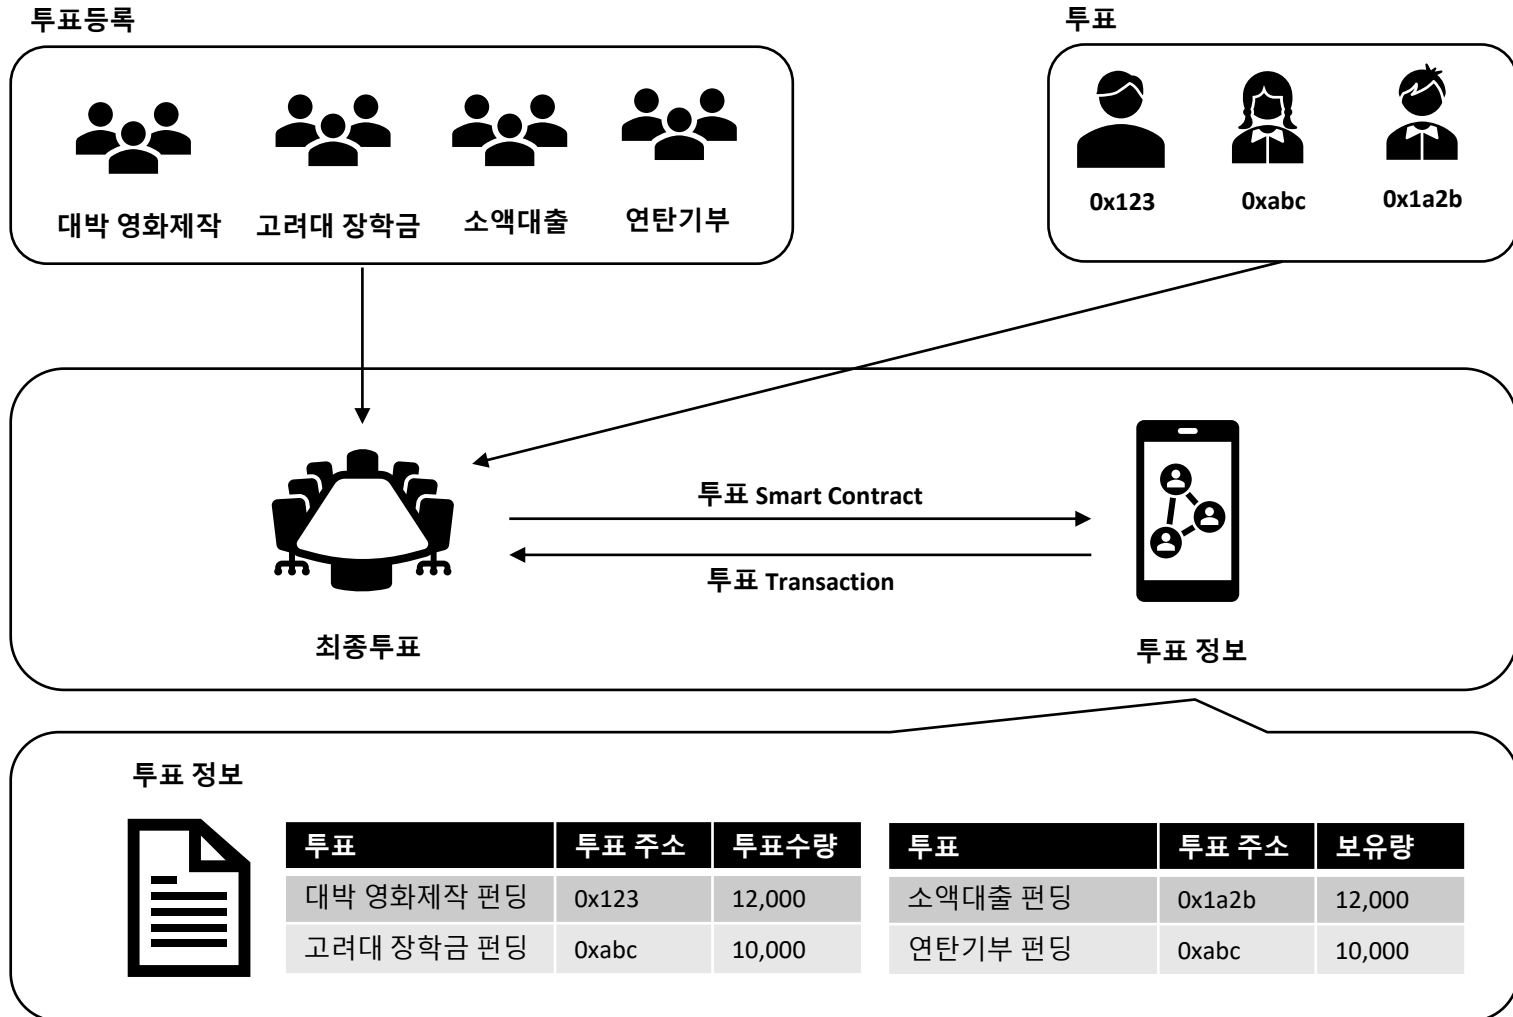 투표등록
투표
대박 영화제작 고려대 장학금 소액대출 연탄기부
0x123 0xabc 0x1a2b
투표 Smart Contract
투표 Transaction
최종투표
투표 정보
투표 정보
투표 투표 주소 투표수량
대박 영화제작 펀딩 0x123 12,000
고려대 장학금 펀딩 0xabc 10,000
투표 투표 주소 보유량
소액대출 펀딩 0x1a2b 12,000
연탄기부 펀딩 0xabc 10,000